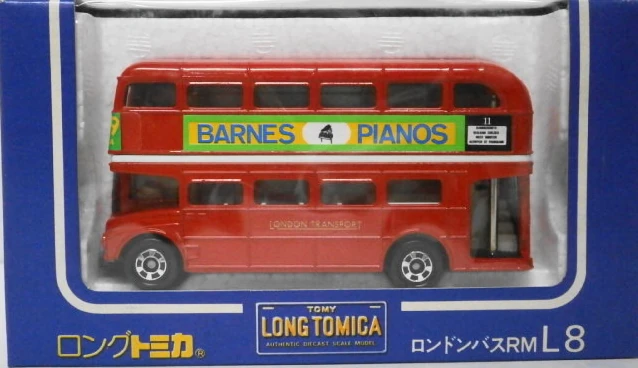 BARNES PIANOS
11
LONDON TRANSPORT
TOMY
LONG TOMICA
AUTHENTIC DIECAST SCALE MODEL
ロングトミカ®
ロンドンバスRM L8